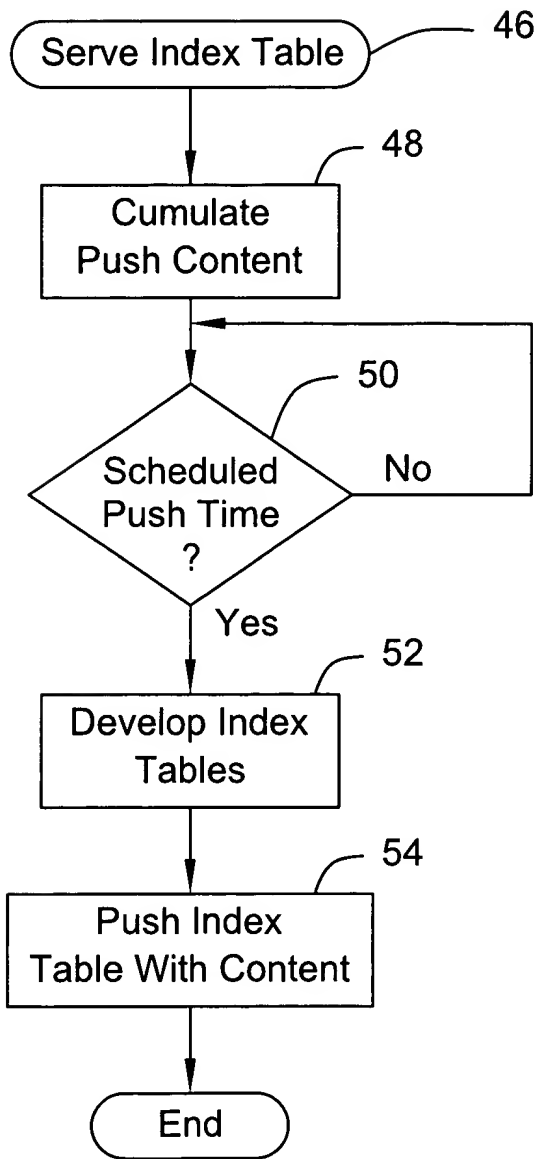 Serve Index Table
46
48
Cumulate
Push Content
50
Scheduled
Push Time
?
No
Yes
52
Develop Index
Tables
54
Push Index
Table With Content
End